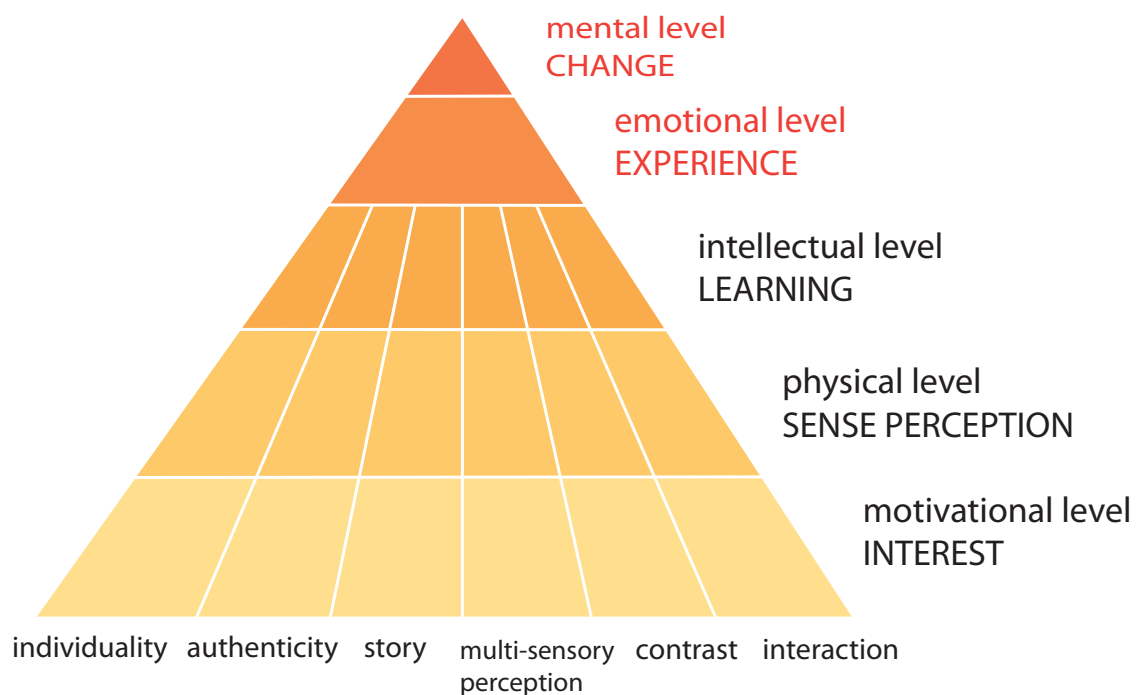 mental level
CHANGE
emotional level
EXPERIENCE
intellectual level
LEARNING
physical level
SENSE PERCEPTION
motivational level
INTEREST
individuality
authenticity
story
multi-sensory
perception
contrast
interaction